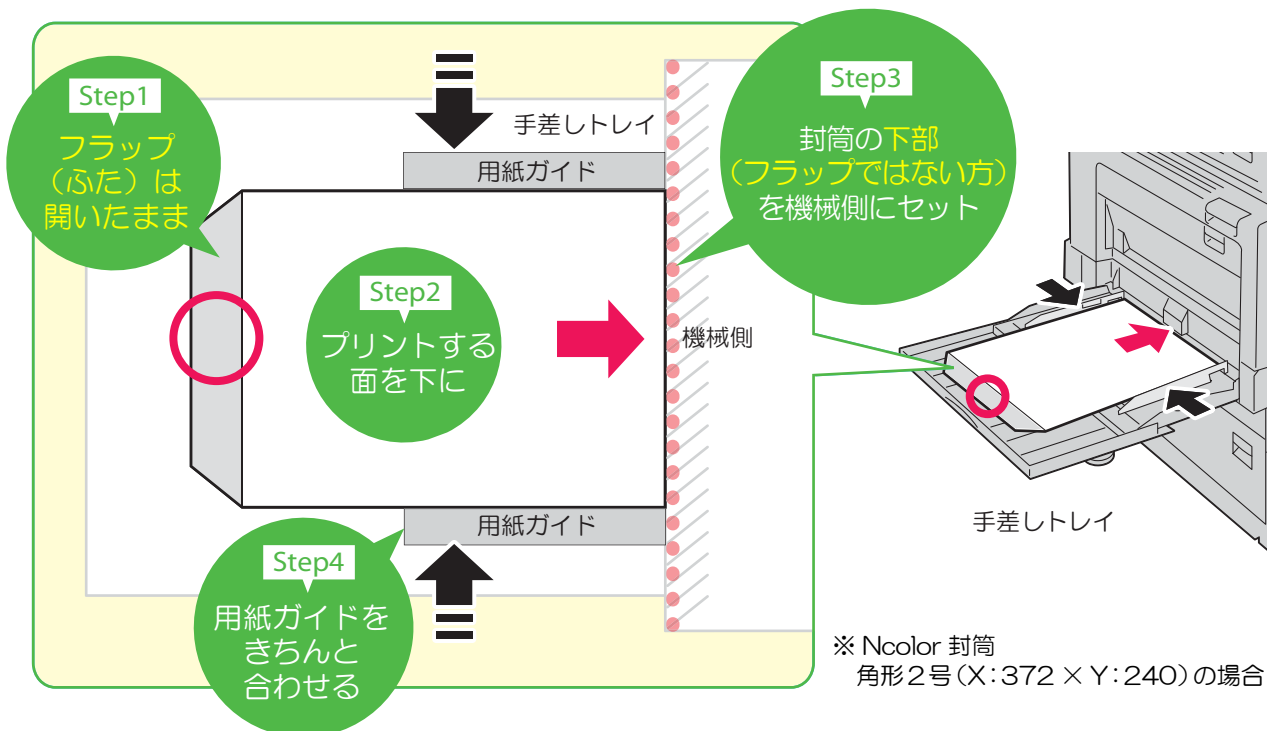 Step1
フラップ
（ふた）は
開いたまま
手差しトレイ
用紙ガイド
Step2
プリントする
面を下に
Step3
封筒の下部
（フラップではない方）
を機械側にセット
機械側
用紙ガイド
Step4
用紙ガイドを
きちんと
合わせる
手差しトレイ
※ Ncolor 封筒
角形２号（X：372 × Y：240）の場合